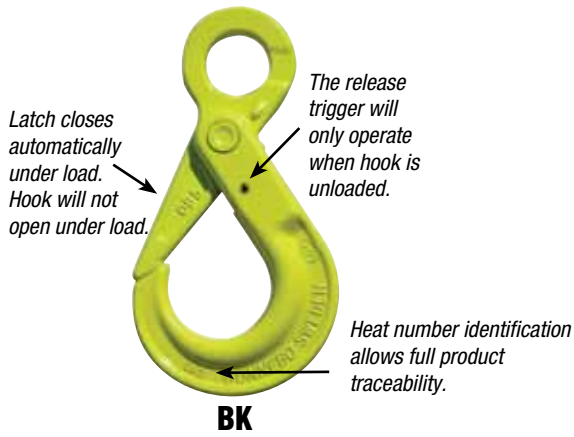 Latch closes
automatically
under load.
Hook will not
open under load.
The release
trigger will
only operate
when hook is
unloaded.
Heat number identification
allows full product
traceability.
BK